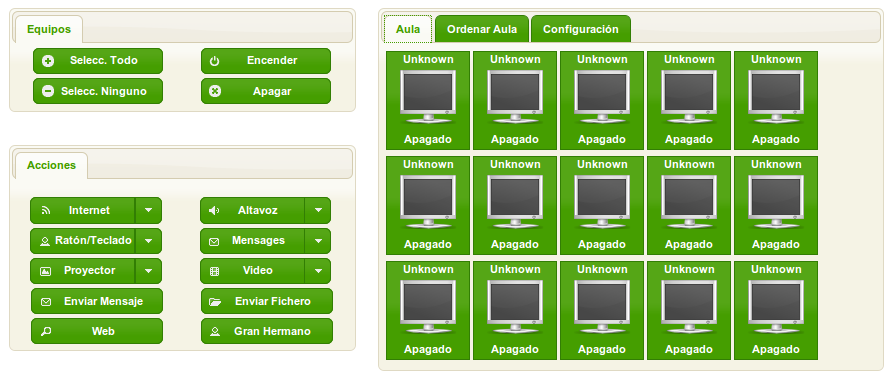 Equipos
Selecc. Todo
Encender
Selecc. Ninguno
Apagar
Acciones
Internet
Altavoz
Ratón/Teclado
Mensages
Proyector
Video
Enviar Mensaje
Enviar Fichero
Web
Gran Hermano
Aula
Ordenar Aula
Configuración
Unknown Unknown Unknown Unknown Unknown
Apagado Apagado Apagado Apagado Apagado
Unknown Unknown Unknown Unknown Unknown
Apagado Apagado Apagado Apagado Apagado
Unknown Unknown Unknown Unknown Unknown
Apagado Apagado Apagado Apagado Apagado